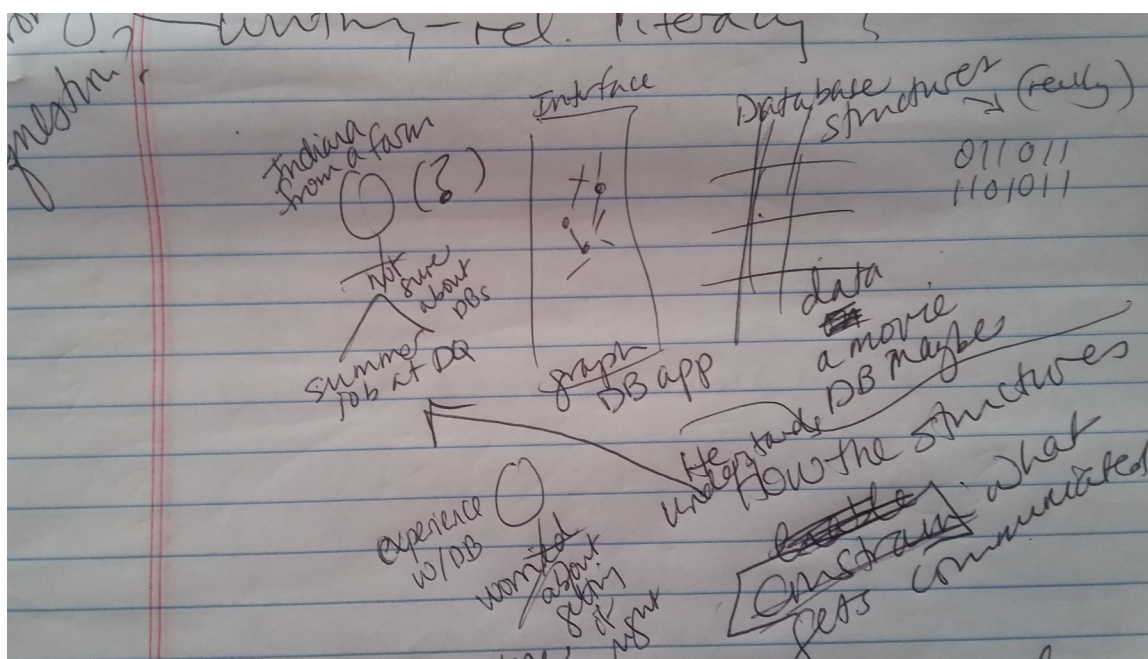 question?
-rel. literacy?
Indiana
from a farm
(?)
not
sure
about
DBs
summer
job at DQ
Interface
graph
DB app
Database
structures
(really)
011011
1101011
data
a movie
DB maybe
He
understands
How the structures
constrain what
gets communicated
experience
w/DB
worried
about
getting
it
right